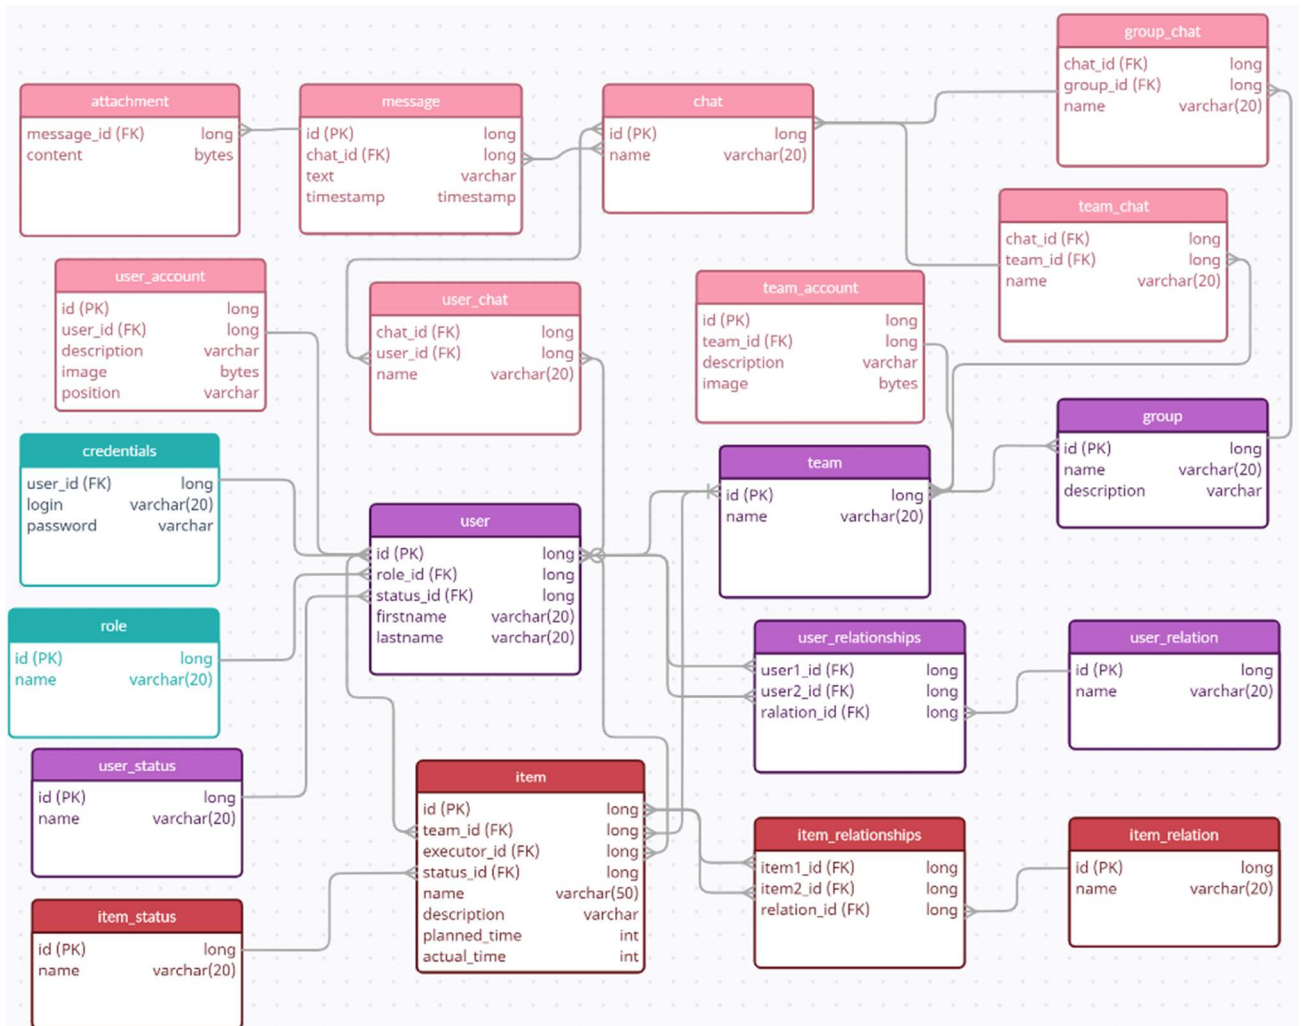 group_chat
chat_id (FK) long
group_id (FK) long
name varchar(20)
attachment
message_id (FK) long
content bytes
message
id (PK) long
chat_id (FK) long
text varchar
timestamp timestamp
chat
id (PK) long
name varchar(20)
team_chat
chat_id (FK) long
team_id (FK) long
name varchar(20)
user_account
id (PK) long
user_id (FK) long
description varchar
image bytes
position varchar
user_chat
chat_id (FK) long
user_id (FK) long
name varchar(20)
team_account
id (PK) long
team_id (FK) long
description varchar
image bytes
group
id (PK) long
name varchar(20)
description varchar
credentials
user_id (FK) long
login varchar(20)
password varchar
team
id (PK) long
name varchar(20)
user
id (PK) long
role_id (FK) long
status_id (FK) long
firstname varchar(20)
lastname varchar(20)
role
id (PK) long
name varchar(20)
user_relationships
user1_id (FK) long
user2_id (FK) long
ralation_id (FK) long
user_relation
id (PK) long
name varchar(20)
user_status
id (PK) long
name varchar(20)
item
id (PK) long
team_id (FK) long
executor_id (FK) long
status_id (FK) long
name varchar(50)
description varchar
planned_time int
actual_time int
item_relationships
item1_id (FK) long
item2_id (FK) long
relation_id (FK) long
item_relation
id (PK) long
name varchar(20)
item_status
id (PK) long
name varchar(20)